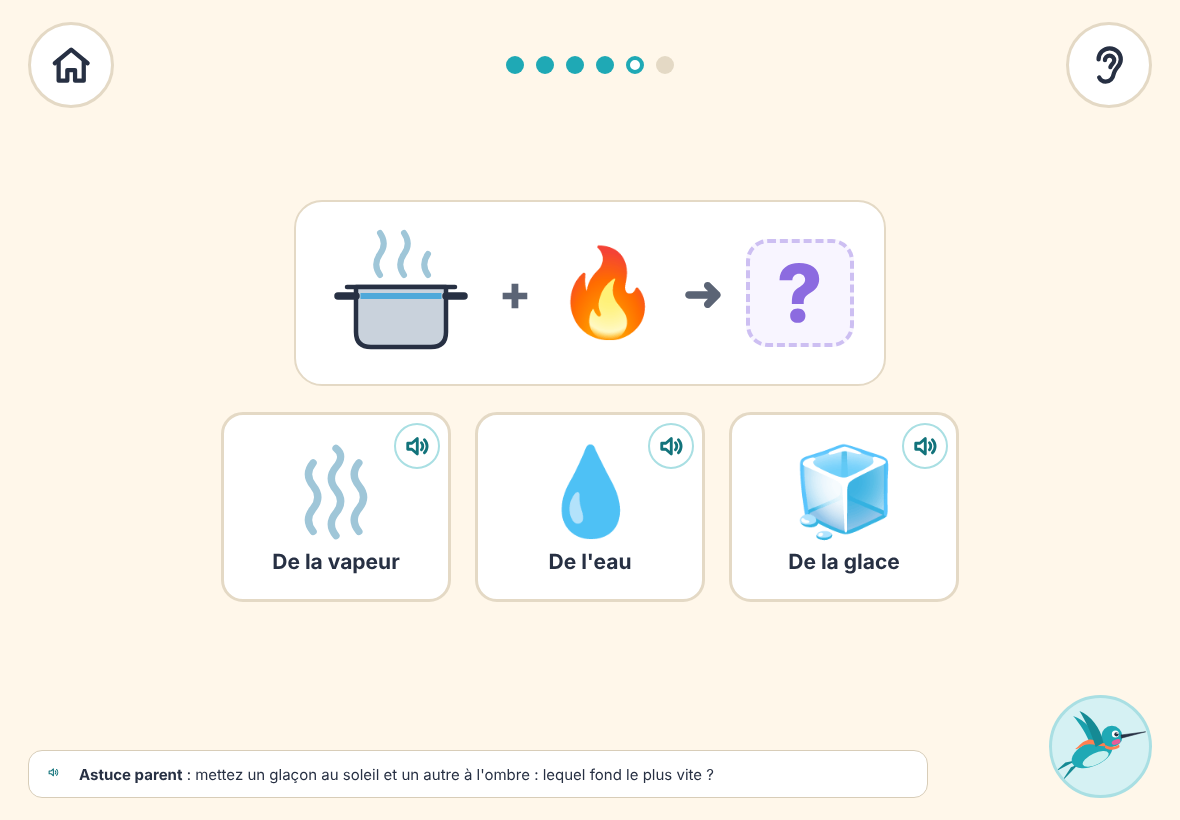 ?
De la vapeur
De l'eau
De la glace
Astuce parent : mettez un glaçon au soleil et un autre à l'ombre : lequel fond le plus vite ?